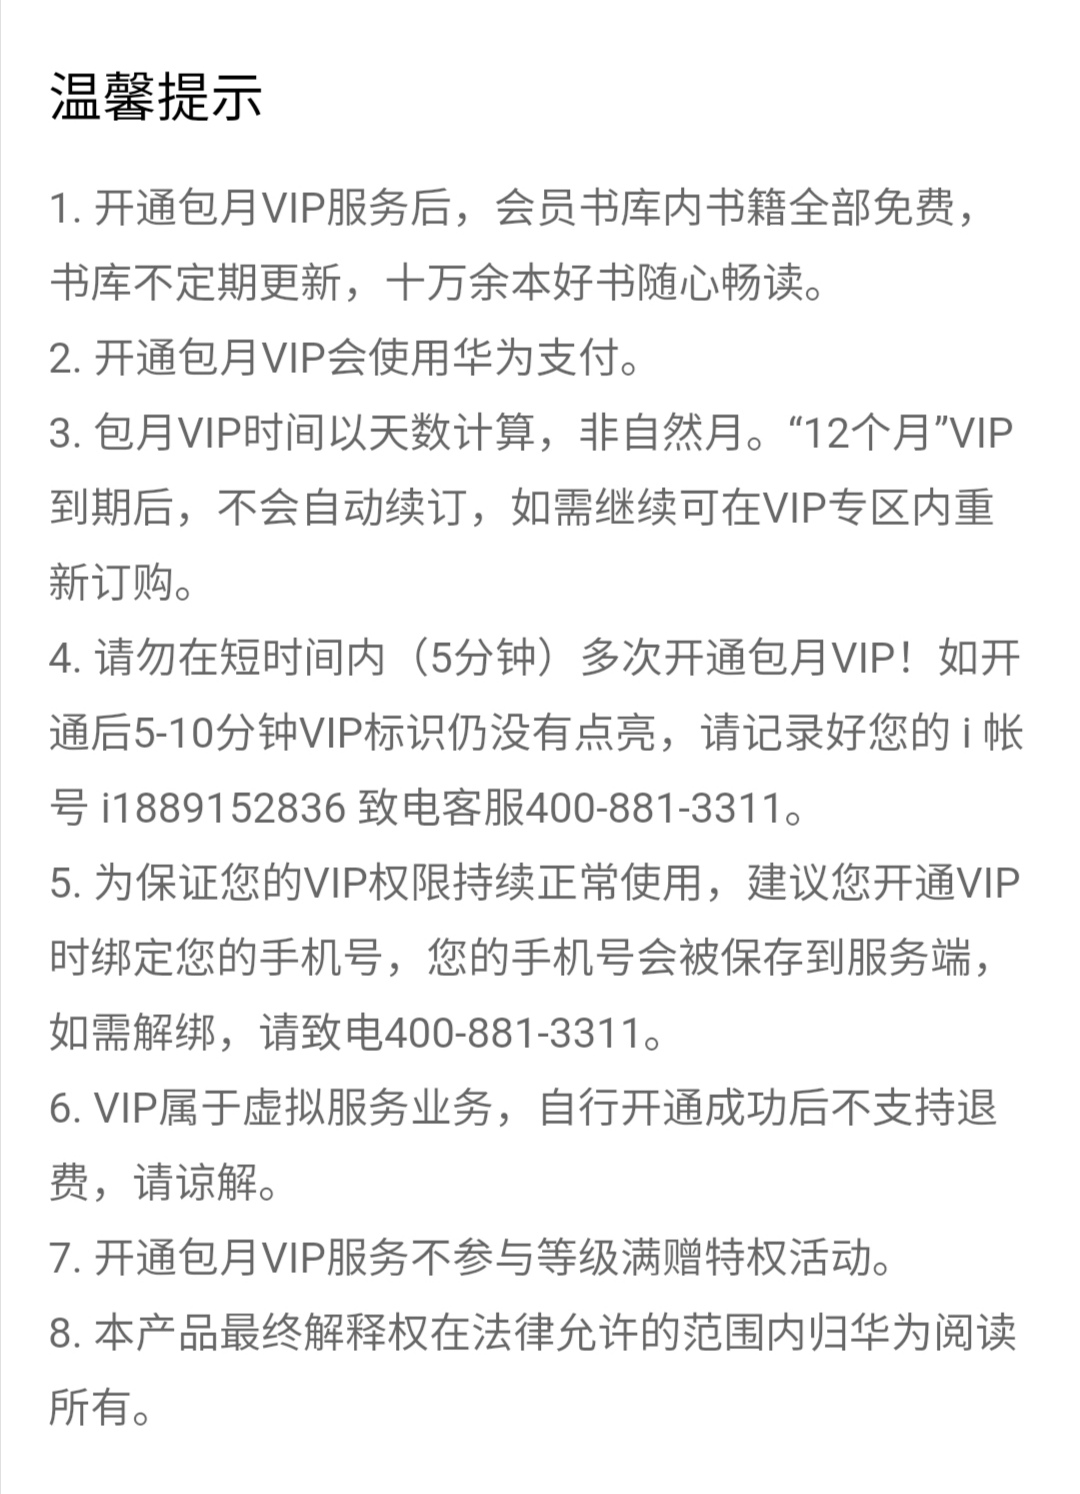 温馨提示
1. 开通包月VIP服务后，会员书库内书籍全部免费，
书库不定期更新，十万余本好书随心畅读。
2. 开通包月VIP会使用华为支付。
3. 包月VIP时间以天数计算，非自然月。“12个月”VIP
到期后，不会自动续订，如需继续可在VIP专区内重
新订购。
4. 请勿在短时间内（5分钟）多次开通包月VIP！如开
通后5-10分钟VIP标识仍没有点亮，请记录好您的 i 帐
号 i1889152836 致电客服400-881-3311。
5. 为保证您的VIP权限持续正常使用，建议您开通VIP
时绑定您的手机号，您的手机号会被保存到服务端，
如需解绑，请致电400-881-3311。
6. VIP属于虚拟服务业务，自行开通成功后不支持退
费，请谅解。
7. 开通包月VIP服务不参与等级满赠特权活动。
8. 本产品最终解释权在法律允许的范围内归华为阅读
所有。